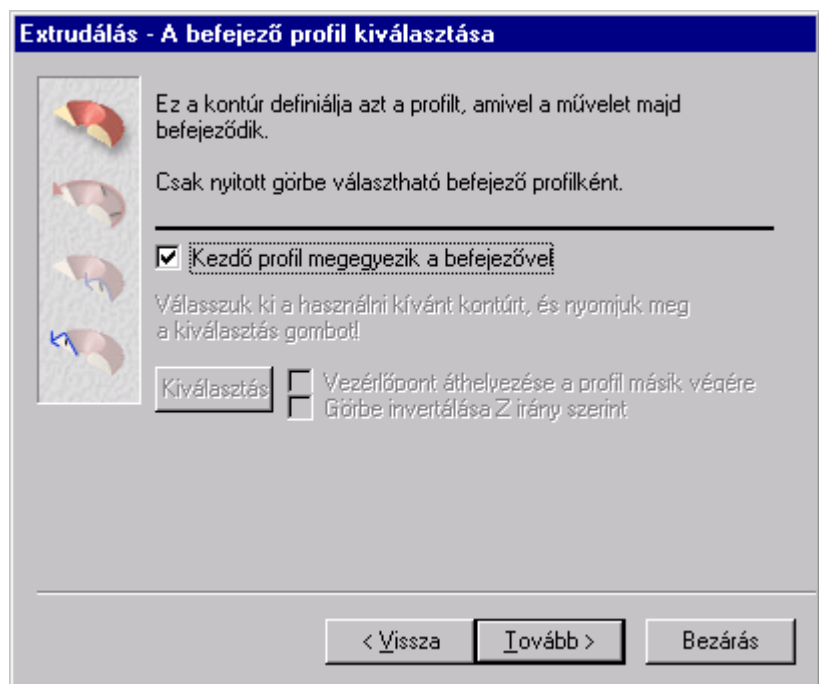 Extrudálás - A befejező profil kiválasztása
Ez a kontúr definiálja azt a profilt, amivel a művelet majd
befejeződik.
Csak nyitott görbe választható befejező profilként.
Kezdő profil megegyezik a befejezővel
Válasszuk ki a használni kívánt kontúrt, és nyomjuk meg
a kiválasztás gombot!
Kiválasztás
Vezérlőpont áthelyezése a profil másik végére
Görbe invertálása Z irány szerint
< Vissza
Tovább >
Bezárás